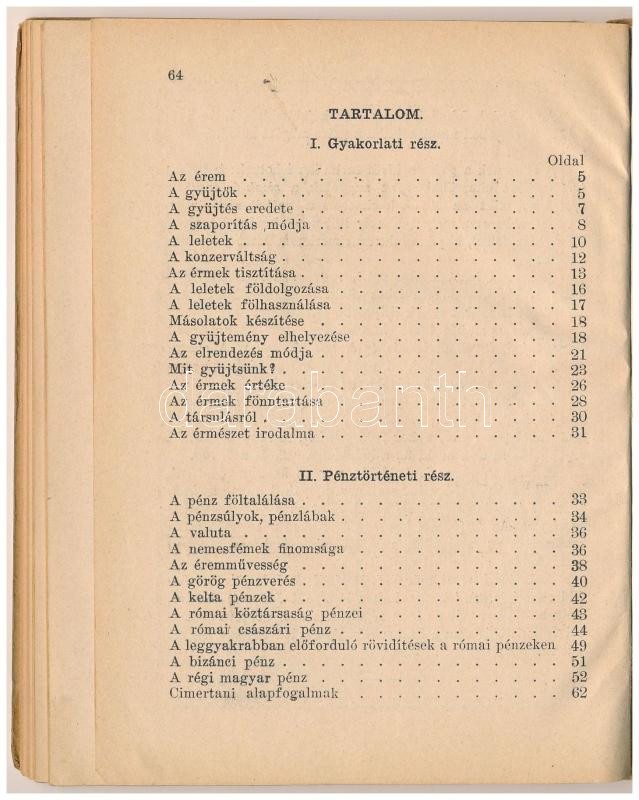 64
TARTALOM.
I. Gyakorlati rész.
Oldal
Az érem . . . . . . . . . . . . . . . . . 5
A gyüjtők . . . . . . . . . . . . . . . . 5
A gyüjtés eredete . . . . . . . . . . . . . 7
A szaporítás módja . . . . . . . . . . . . 8
A leletek . . . . . . . . . . . . . . . . 10
A konzerváltság . . . . . . . . . . . . . . 12
Az érmek tisztítása . . . . . . . . . . . . . 13
A leletek földolgozása . . . . . . . . . . . 16
A leletek fölhasználása . . . . . . . . . . . 17
Másolatok készítése . . . . . . . . . . . . 18
A gyüjtemény elhelyezése . . . . . . . . . . 18
Az elrendezés módja . . . . . . . . . . . . 21
Mit gyüjtsünk? . . . . . . . . . . . . . . 23
Az érmek értéke . . . . . . . . . . . . . 26
Az érmek fönntartása . . . . . . . . . . . . 28
A társulásról . . . . . . . . . . . . . . . 30
Az érmészet irodalma . . . . . . . . . . . . 31
II. Pénztörténeti rész.
A pénz föltalálása . . . . . . . . . . . . . 33
A pénzsúlyok, pénzlábak . . . . . . . . . . . 34
A valuta . . . . . . . . . . . . . . . . 36
A nemesfémek finomsága . . . . . . . . . . . 36
Az éremművesség . . . . . . . . . . . . . 38
A görög pénzverés . . . . . . . . . . . . . 40
A kelta pénzek . . . . . . . . . . . . . . 42
A római köztársaság pénzei . . . . . . . . . . 43
A római császári pénz . . . . . . . . . . . . 44
A leggyakrabban előforduló rövidítések a római pénzeken 49
A bizánci pénz . . . . . . . . . . . . . . 51
A régi magyar pénz . . . . . . . . . . . . 52
Cimertani alapfogalmak . . . . . . . . . . . 62
darabanth